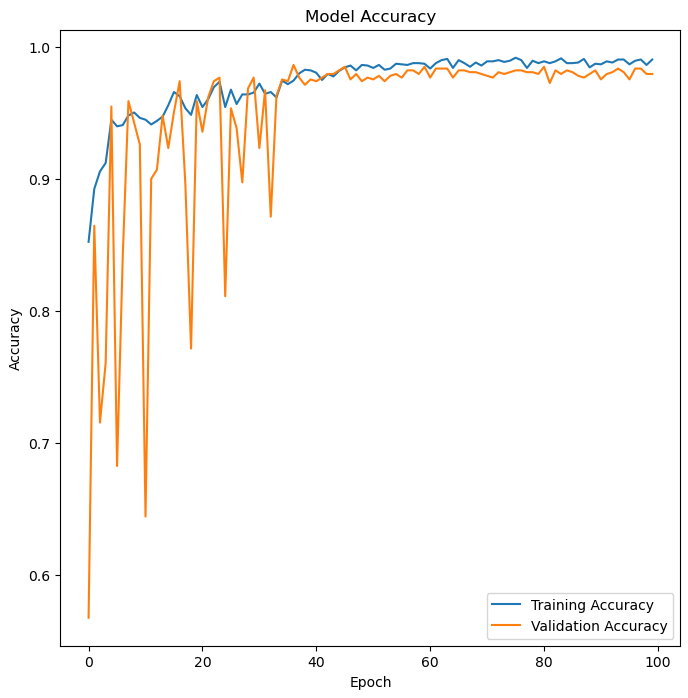 Model Accuracy
1.0
0.9
0.8
0.7
0.6
Accuracy
0 20 40 60 80 100
Epoch
Training Accuracy
Validation Accuracy